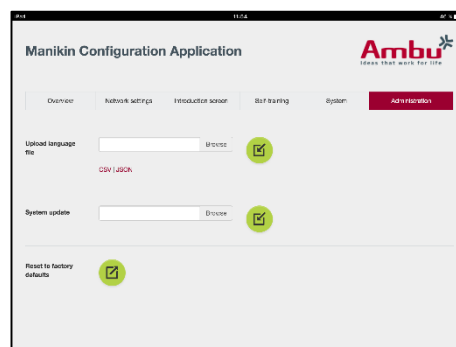 iPad 11:54
Manikin Configuration Application
Ambu
Ideas that work for life
Overview Network settings Introduction screen Self-training System Administration
Upload language
file
Browse
CSV | JSON
System update
Browse
Reset to factory
defaults